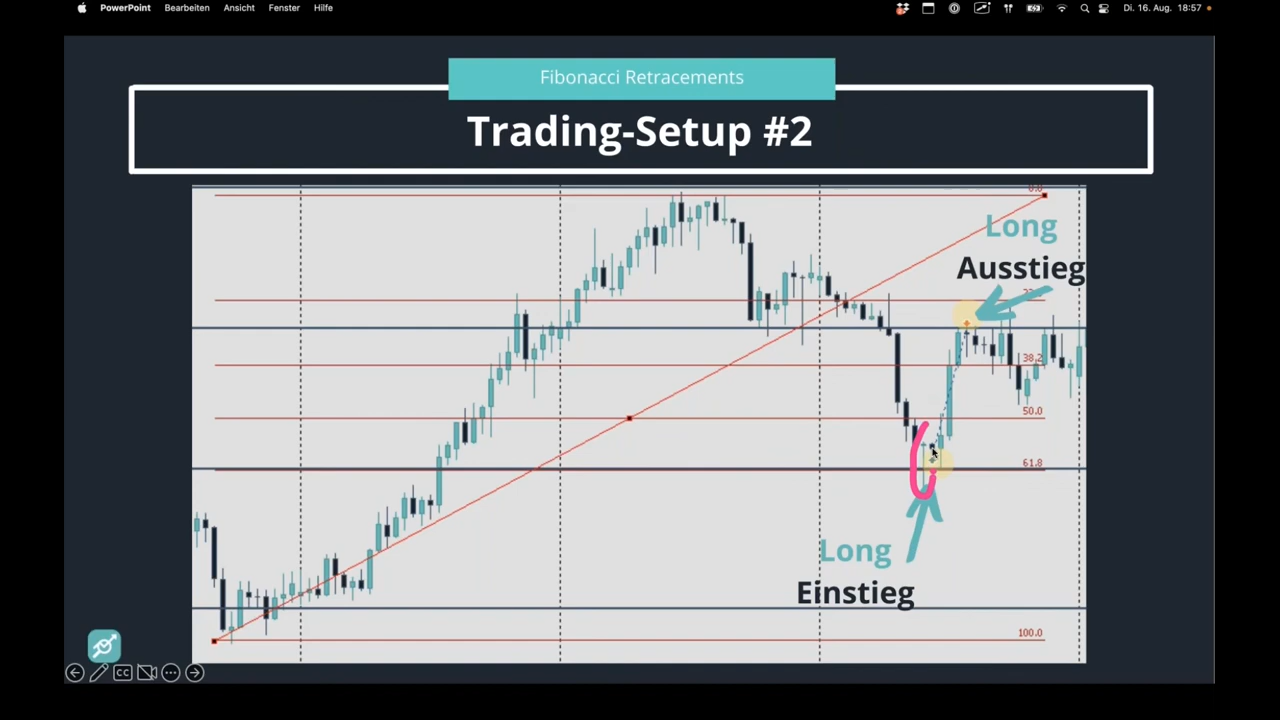 PowerPoint Bearbeiten Ansicht Fenster Hilfe Di. 16. Aug. 18:57
Fibonacci Retracements
Trading-Setup #2
0.0
Long
Ausstieg
38.2
50.0
61.8
Long
Einstieg
100.0
CC